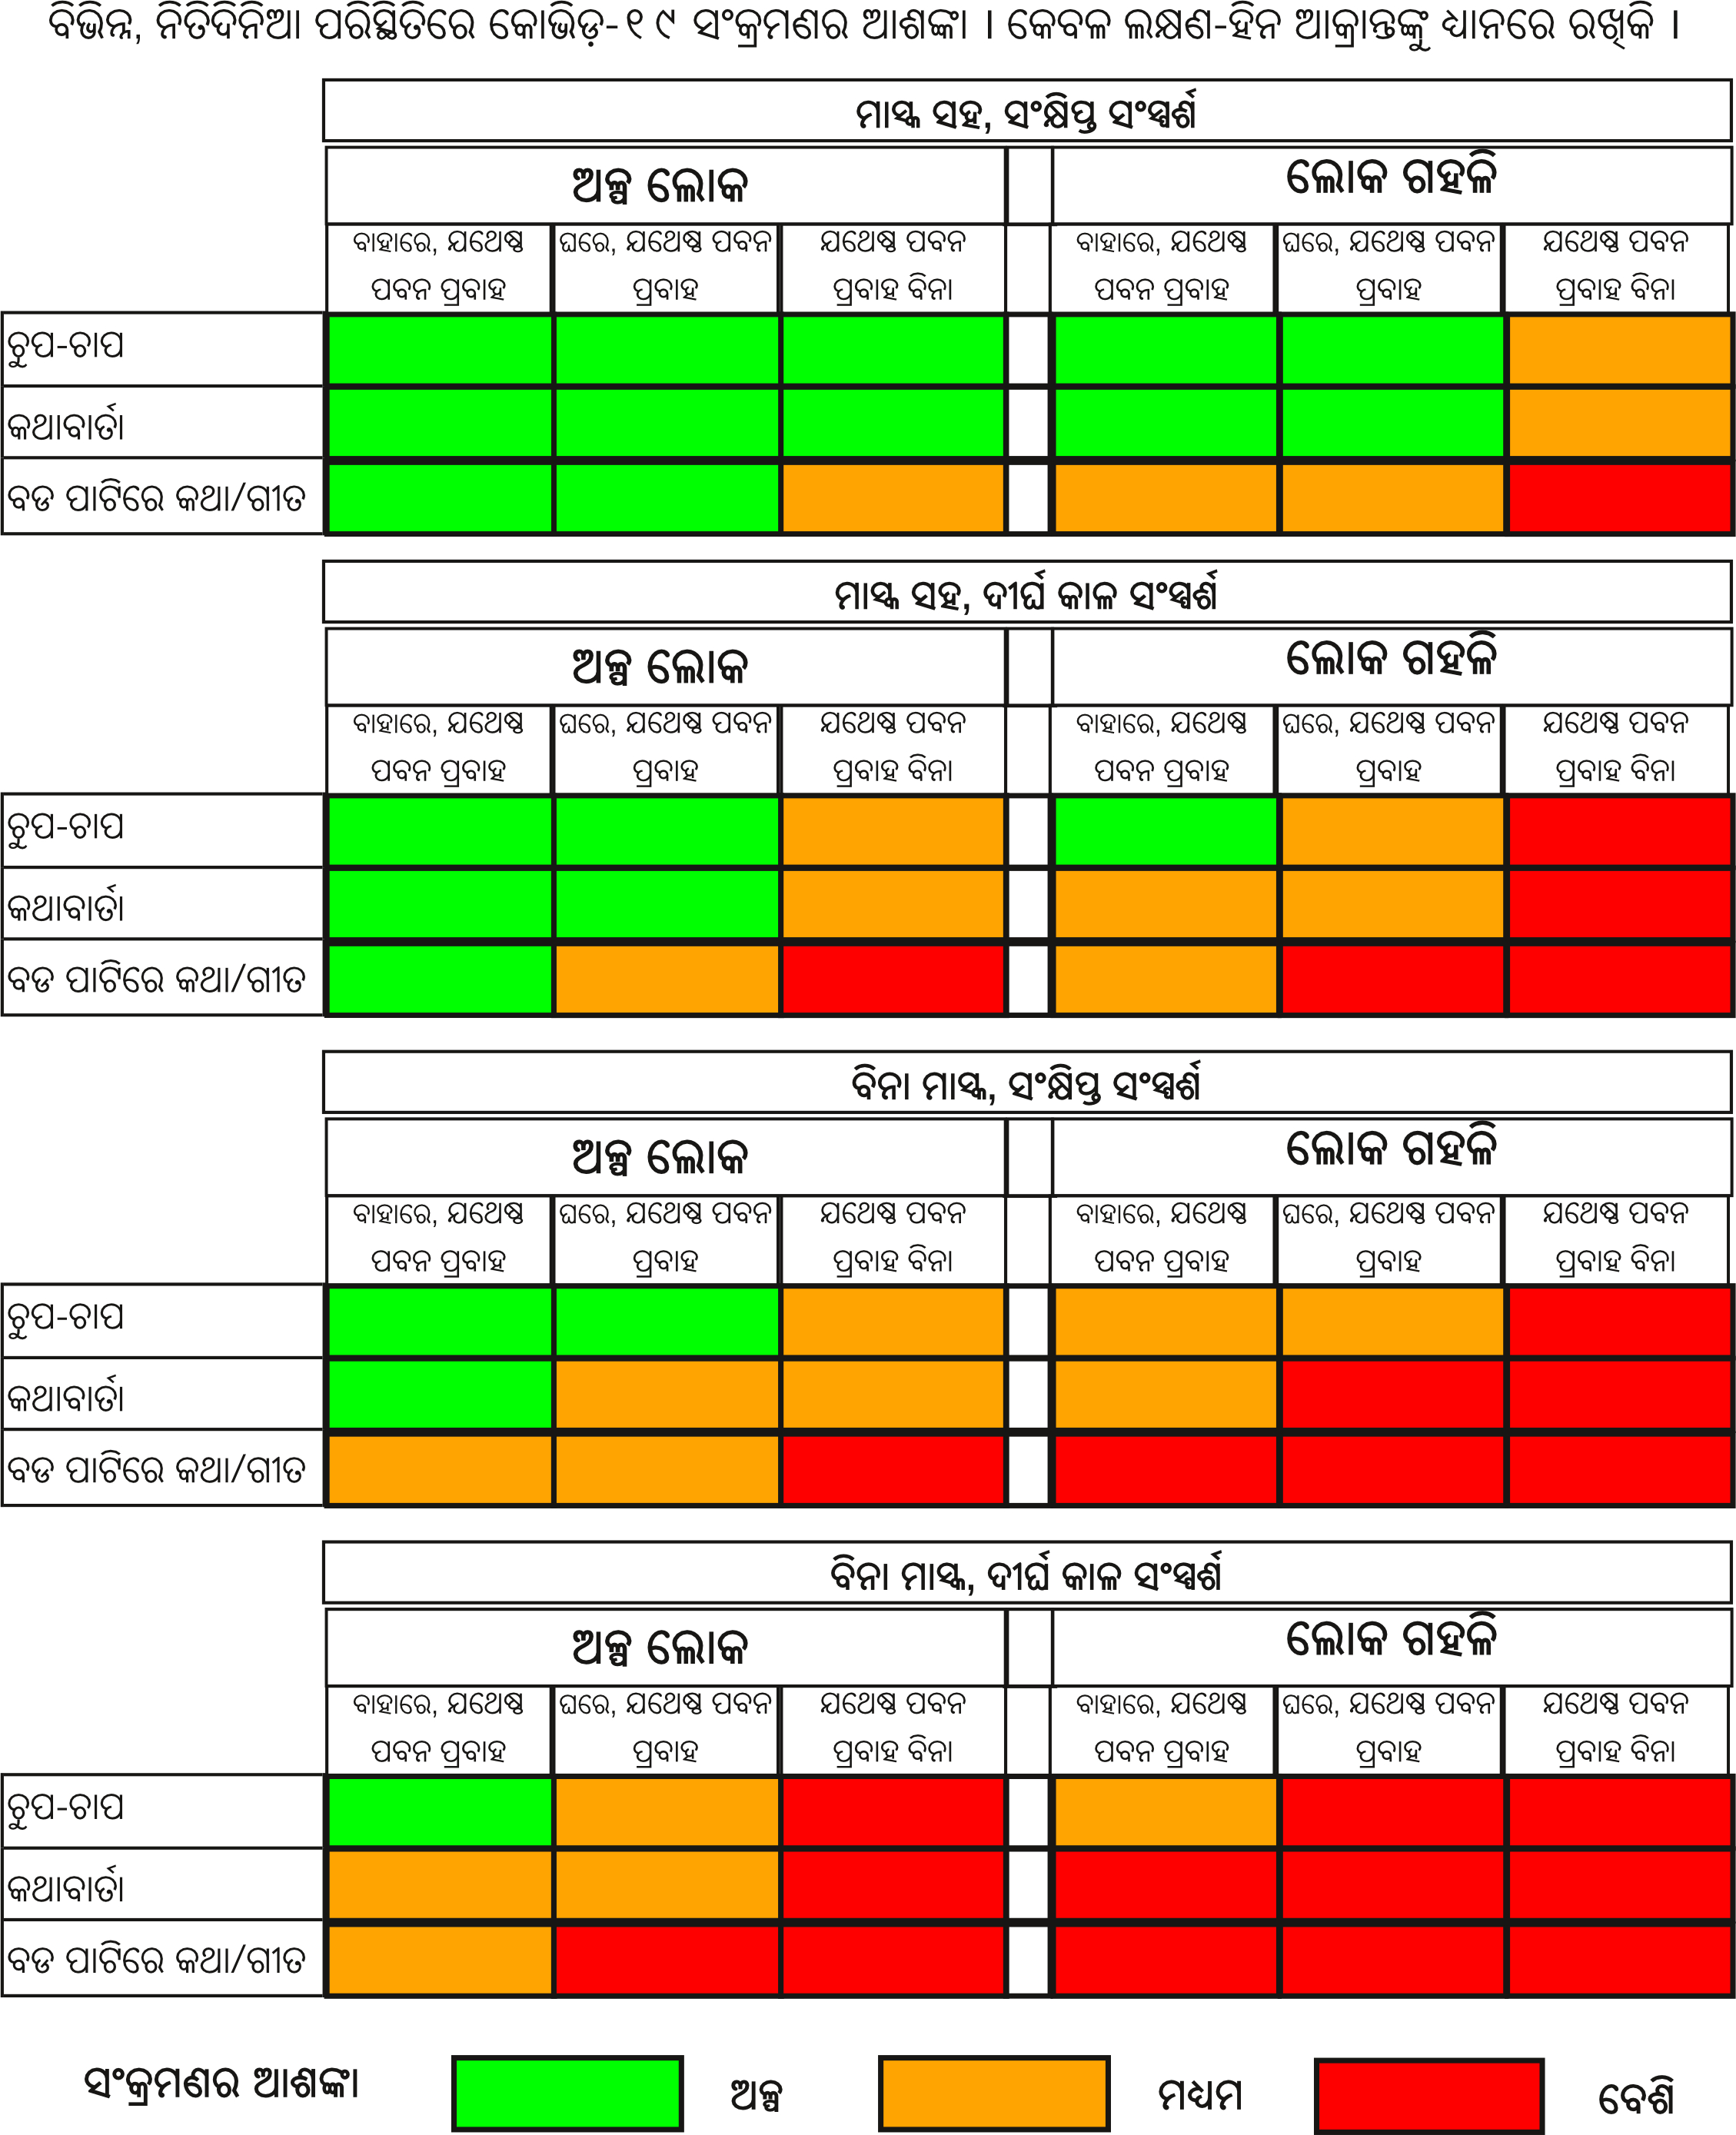 ବିଭିନ୍ନ, ନିତିଦିନିଆ ପରିସ୍ଥିତିରେ କୋଭିଡ଼-୧୯ ସଂକ୍ରମଣର ଆଶଙ୍କା । କେବଳ ଲକ୍ଷଣ-ହିନ ଆକ୍ରାନ୍ତଙ୍କୁ ଧ୍ୟାନରେ ରଖିକି ।
ମାସ୍କ ସହ, ସଂକ୍ଷିପ୍ତ ସଂସ୍ପର୍ଶ
ଅଳ୍ପ ଲୋକ ଲୋକ ଗହଳି
ବାହାରେ, ଯଥେଷ୍ଟ ଘରେ, ଯଥେଷ୍ଟ ପବନ ଯଥେଷ୍ଟ ପବନ ବାହାରେ, ଯଥେଷ୍ଟ ଘରେ, ଯଥେଷ୍ଟ ପବନ ଯଥେଷ୍ଟ ପବନ
ପବନ ପ୍ରବାହ ପ୍ରବାହ ପ୍ରବାହ ବିନା ପବନ ପ୍ରବାହ ପ୍ରବାହ ପ୍ରବାହ ବିନା
ଚୁପ-ଚାପ
କଥାବାର୍ତା
ବଡ ପାଟିରେ କଥା/ଗୀତ
ମାସ୍କ ସହ, ଦୀର୍ଘ କାଳ ସଂସ୍ପର୍ଶ
ଅଳ୍ପ ଲୋକ ଲୋକ ଗହଳି
ବାହାରେ, ଯଥେଷ୍ଟ ଘରେ, ଯଥେଷ୍ଟ ପବନ ଯଥେଷ୍ଟ ପବନ ବାହାରେ, ଯଥେଷ୍ଟ ଘରେ, ଯଥେଷ୍ଟ ପବନ ଯଥେଷ୍ଟ ପବନ
ପବନ ପ୍ରବାହ ପ୍ରବାହ ପ୍ରବାହ ବିନା ପବନ ପ୍ରବାହ ପ୍ରବାହ ପ୍ରବାହ ବିନା
ଚୁପ-ଚାପ
କଥାବାର୍ତା
ବଡ ପାଟିରେ କଥା/ଗୀତ
ବିନା ମାସ୍କ, ସଂକ୍ଷିପ୍ତ ସଂସ୍ପର୍ଶ
ଅଳ୍ପ ଲୋକ ଲୋକ ଗହଳି
ବାହାରେ, ଯଥେଷ୍ଟ ଘରେ, ଯଥେଷ୍ଟ ପବନ ଯଥେଷ୍ଟ ପବନ ବାହାରେ, ଯଥେଷ୍ଟ ଘରେ, ଯଥେଷ୍ଟ ପବନ ଯଥେଷ୍ଟ ପବନ
ପବନ ପ୍ରବାହ ପ୍ରବାହ ପ୍ରବାହ ବିନା ପବନ ପ୍ରବାହ ପ୍ରବାହ ପ୍ରବାହ ବିନା
ଚୁପ-ଚାପ
କଥାବାର୍ତା
ବଡ ପାଟିରେ କଥା/ଗୀତ
ବିନା ମାସ୍କ, ଦୀର୍ଘ କାଳ ସଂସ୍ପର୍ଶ
ଅଳ୍ପ ଲୋକ ଲୋକ ଗହଳି
ବାହାରେ, ଯଥେଷ୍ଟ ଘରେ, ଯଥେଷ୍ଟ ପବନ ଯଥେଷ୍ଟ ପବନ ବାହାରେ, ଯଥେଷ୍ଟ ଘରେ, ଯଥେଷ୍ଟ ପବନ ଯଥେଷ୍ଟ ପବନ
ପବନ ପ୍ରବାହ ପ୍ରବାହ ପ୍ରବାହ ବିନା ପବନ ପ୍ରବାହ ପ୍ରବାହ ପ୍ରବାହ ବିନା
ଚୁପ-ଚାପ
କଥାବାର୍ତା
ବଡ ପାଟିରେ କଥା/ଗୀତ
ସଂକ୍ରମଣର ଆଶଙ୍କା ଅଳ୍ପ ମଧ୍ୟମ ବେଶି